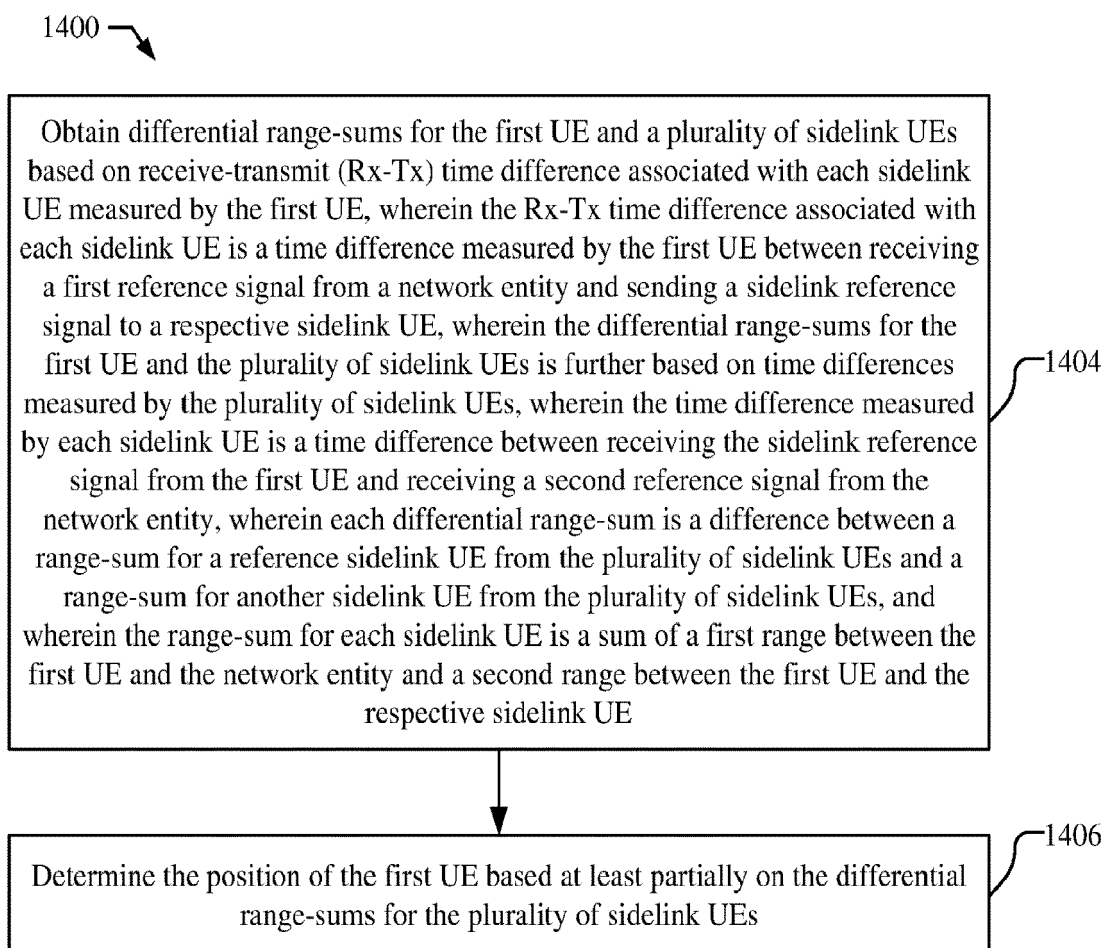 1400
Obtain differential range-sums for the first UE and a plurality of sidelink UEs
based on receive-transmit (Rx-Tx) time difference associated with each sidelink
UE measured by the first UE, wherein the Rx-Tx time difference associated with
each sidelink UE is a time difference measured by the first UE between receiving
a first reference signal from a network entity and sending a sidelink reference
signal to a respective sidelink UE, wherein the differential range-sums for the
first UE and the plurality of sidelink UEs is further based on time differences
measured by the plurality of sidelink UEs, wherein the time difference measured
by each sidelink UE is a time difference between receiving the sidelink reference
signal from the first UE and receiving a second reference signal from the
network entity, wherein each differential range-sum is a difference between a
range-sum for a reference sidelink UE from the plurality of sidelink UEs and a
range-sum for another sidelink UE from the plurality of sidelink UEs, and
wherein the range-sum for each sidelink UE is a sum of a first range between the
first UE and the network entity and a second range between the first UE and the
respective sidelink UE
1404
Determine the position of the first UE based at least partially on the differential
range-sums for the plurality of sidelink UEs
1406